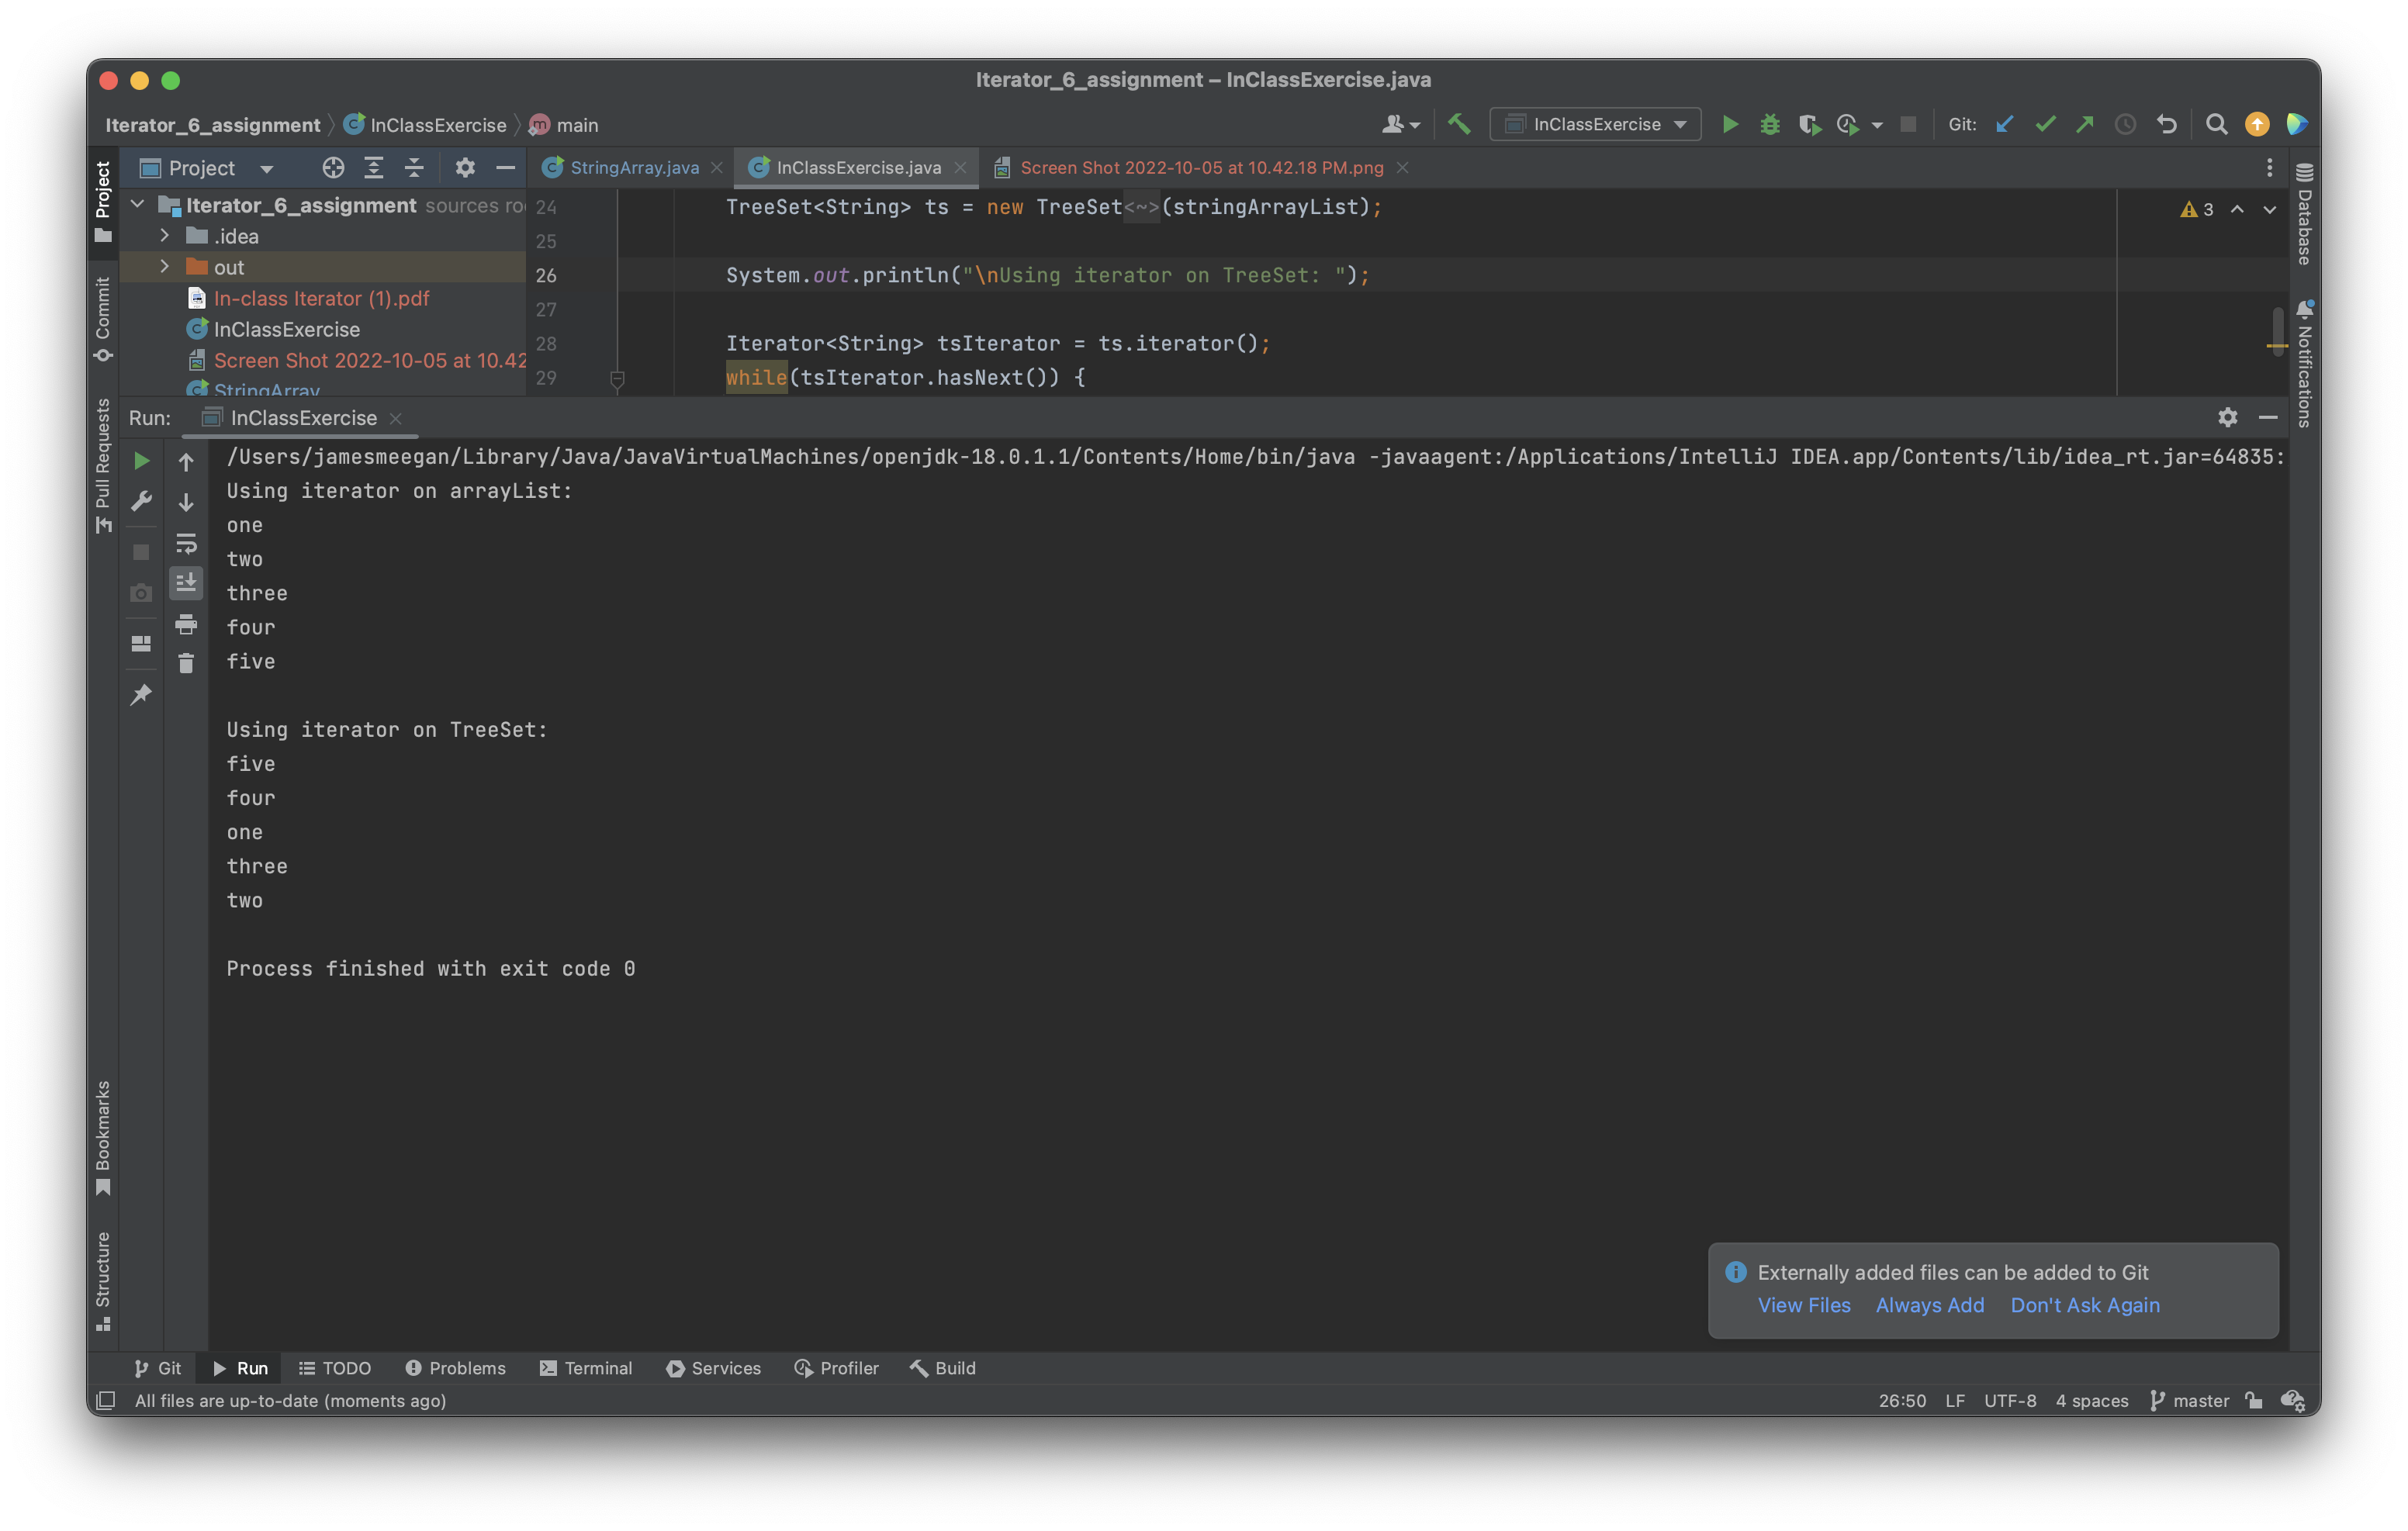 Iterator_6_assignment – InClassExercise.java
Iterator_6_assignment InClassExercise main
InClassExercise Git:
Project
Project
StringArray.java InClassExercise.java Screen Shot 2022-10-05 at 10.42.18 PM.png
Iterator_6_assignment sources roo
.idea
out
In-class Iterator (1).pdf
InClassExercise
Screen Shot 2022-10-05 at 10.42
StringArray
24 TreeSet<String> ts = new TreeSet<~>(stringArrayList);
25
26 System.out.println("\nUsing iterator on TreeSet: ");
27
28 Iterator<String> tsIterator = ts.iterator();
29 while(tsIterator.hasNext()) {
3
Database
Notifications
Commit
Pull Requests
Bookmarks
Structure
Run: InClassExercise
/Users/jamesmeegan/Library/Java/JavaVirtualMachines/openjdk-18.0.1.1/Contents/Home/bin/java -javaagent:/Applications/IntelliJ IDEA.app/Contents/lib/idea_rt.jar=64835:
Using iterator on arrayList:
one
two
three
four
five
Using iterator on TreeSet:
five
four
one
three
two
Process finished with exit code 0
Externally added files can be added to Git
View Files Always Add Don't Ask Again
Git Run TODO Problems Terminal Services Profiler Build
All files are up-to-date (moments ago) 26:50 LF UTF-8 4 spaces master